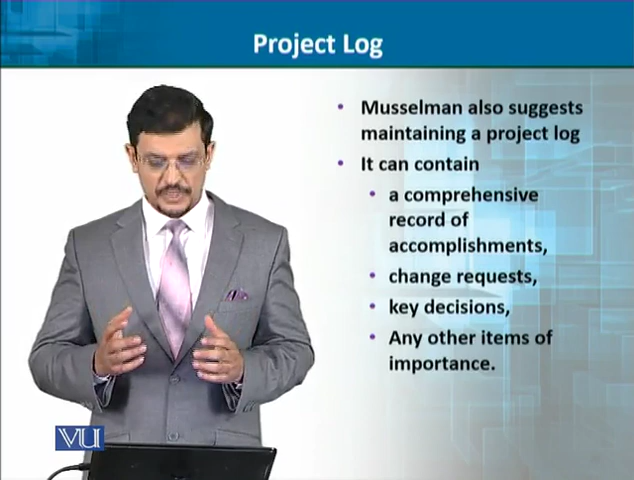 Project Log
• Musselman also suggests
maintaining a project log
• It can contain
• a comprehensive
record of
accomplishments,
• change requests,
• key decisions,
• Any other items of
importance.
VU